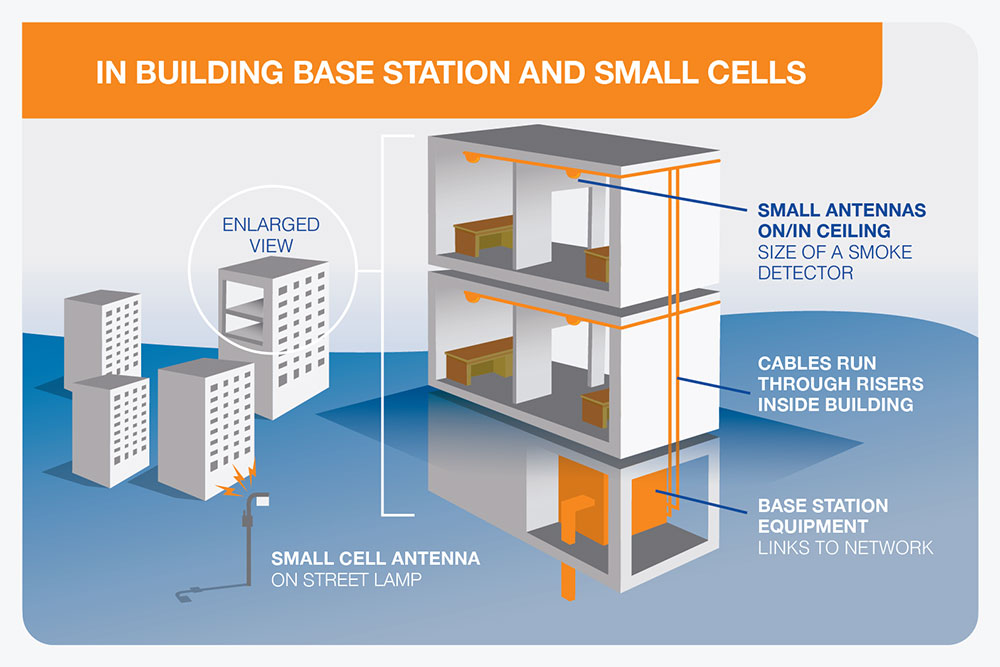 IN BUILDING BASE STATION AND SMALL CELLS
ENLARGED
VIEW
SMALL ANTENNAS
ON/IN CEILING
SIZE OF A SMOKE
DETECTOR
CABLES RUN
THROUGH RISERS
INSIDE BUILDING
BASE STATION
EQUIPMENT
LINKS TO NETWORK
SMALL CELL ANTENNA
ON STREET LAMP